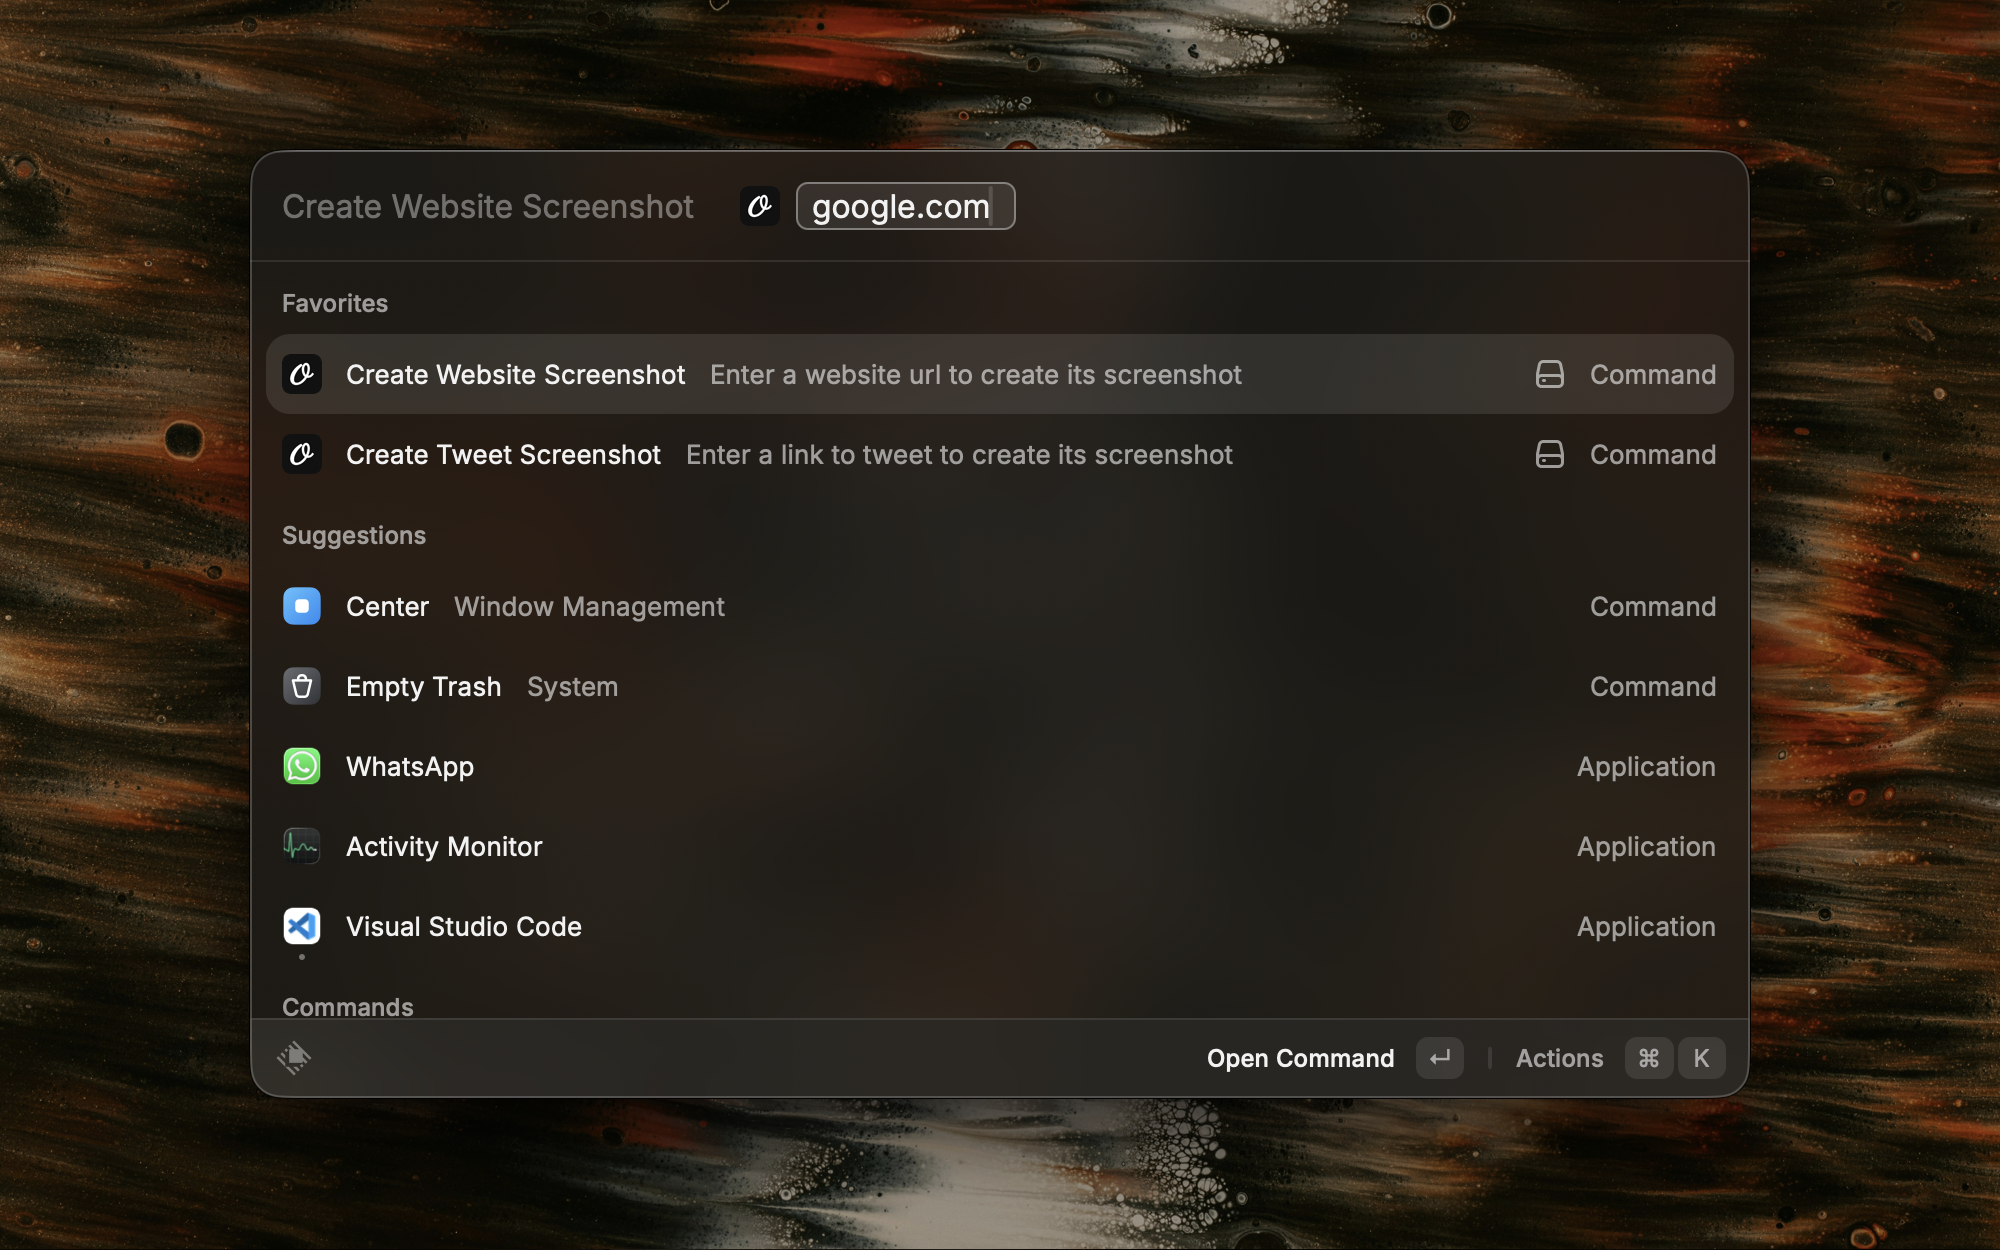 Create Website Screenshot google.com
Favorites
Create Website Screenshot Enter a website url to create its screenshot Command
Create Tweet Screenshot Enter a link to tweet to create its screenshot Command
Suggestions
Center Window Management Command
Empty Trash System Command
WhatsApp Application
Activity Monitor Application
Visual Studio Code Application
Commands
Open Command ↵ Actions ⌘ K